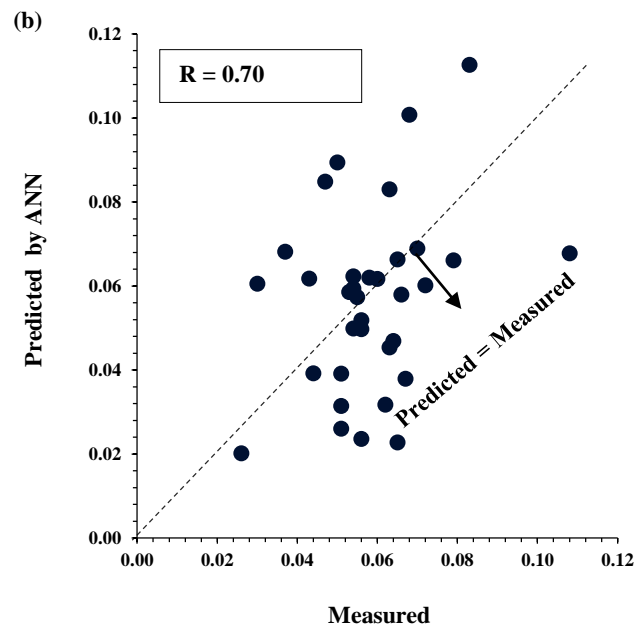 (b)
R = 0.70
Predicted by ANN
0.12
0.10
0.08
0.06
0.04
0.02
0.00
Predicted = Measured
0.00 0.02 0.04 0.06 0.08 0.10 0.12
Measured